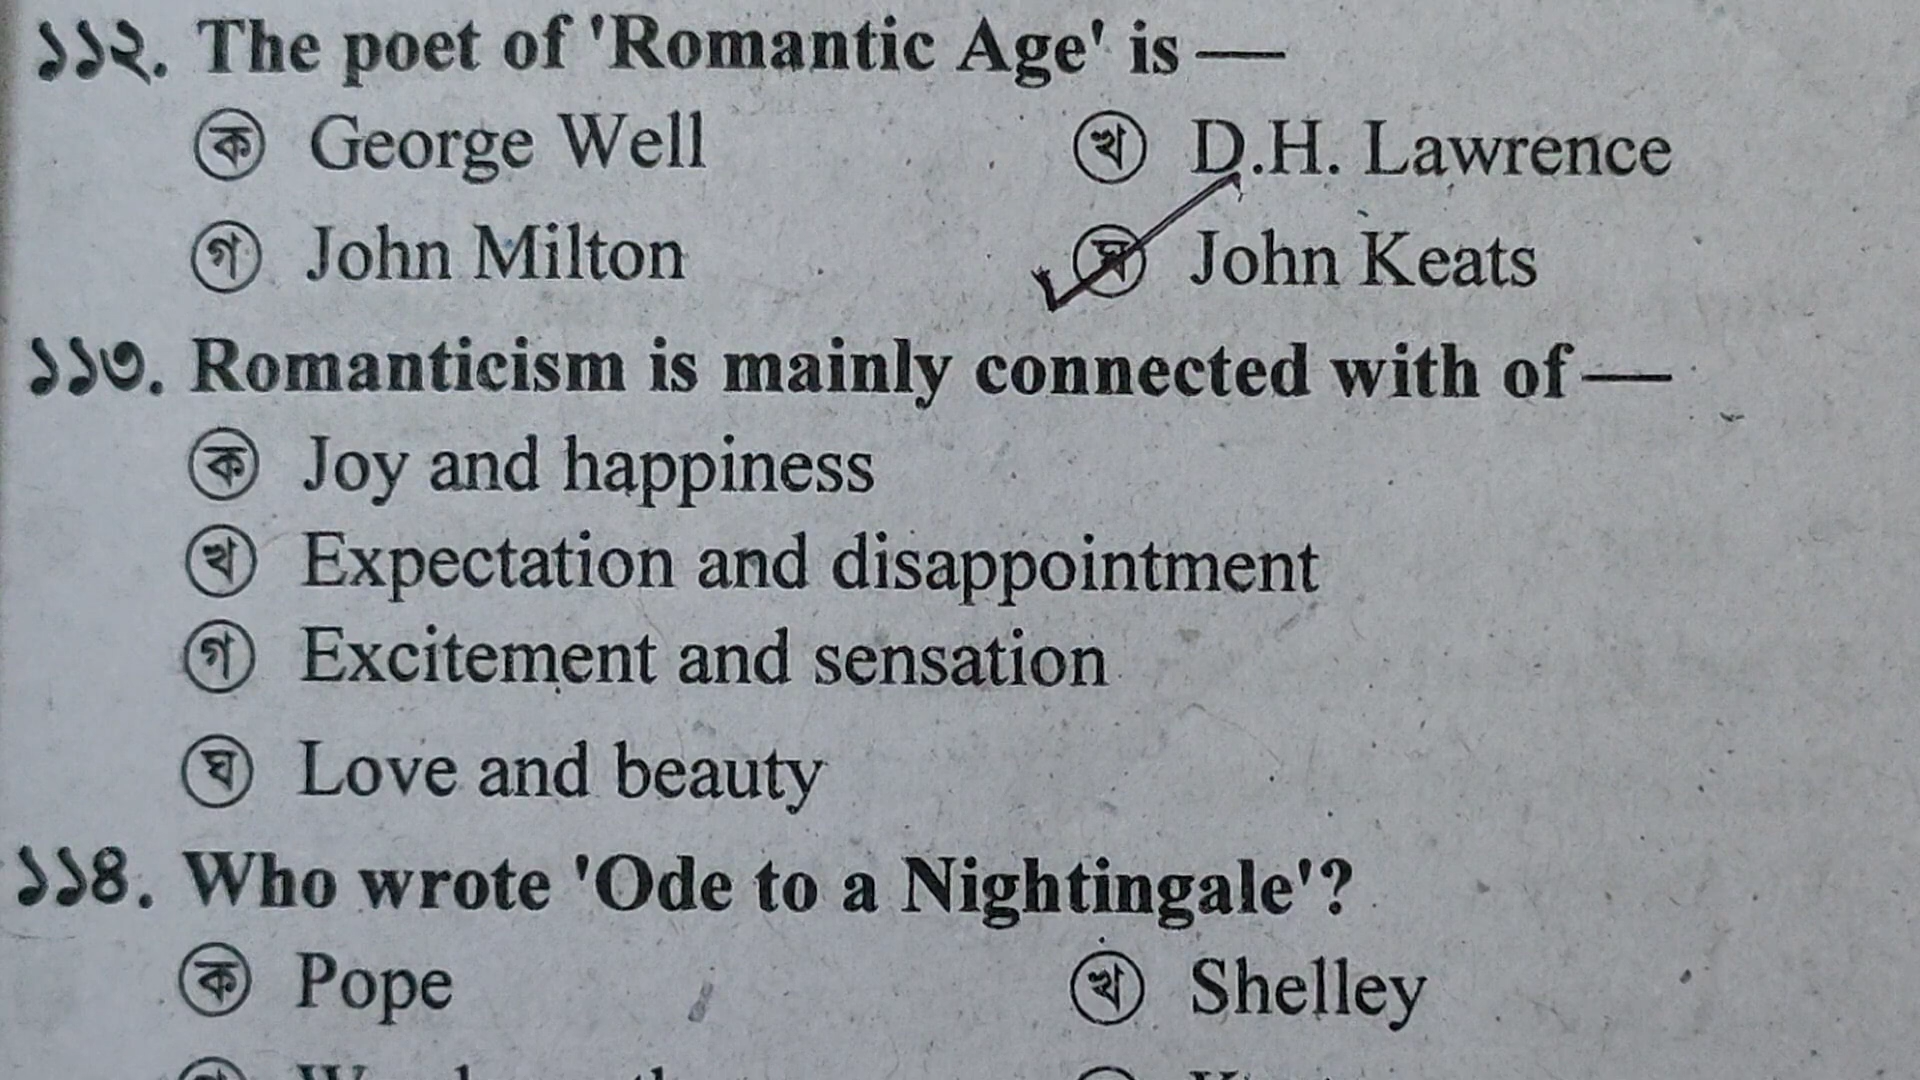 ১১২. The poet of 'Romantic Age' is —
ক George Well খ D.H. Lawrence
গ John Milton ঘ John Keats
১১৩. Romanticism is mainly connected with of —
ক Joy and happiness
খ Expectation and disappointment
গ Excitement and sensation
ঘ Love and beauty
১১৪. Who wrote 'Ode to a Nightingale'?
ক Pope খ Shelley